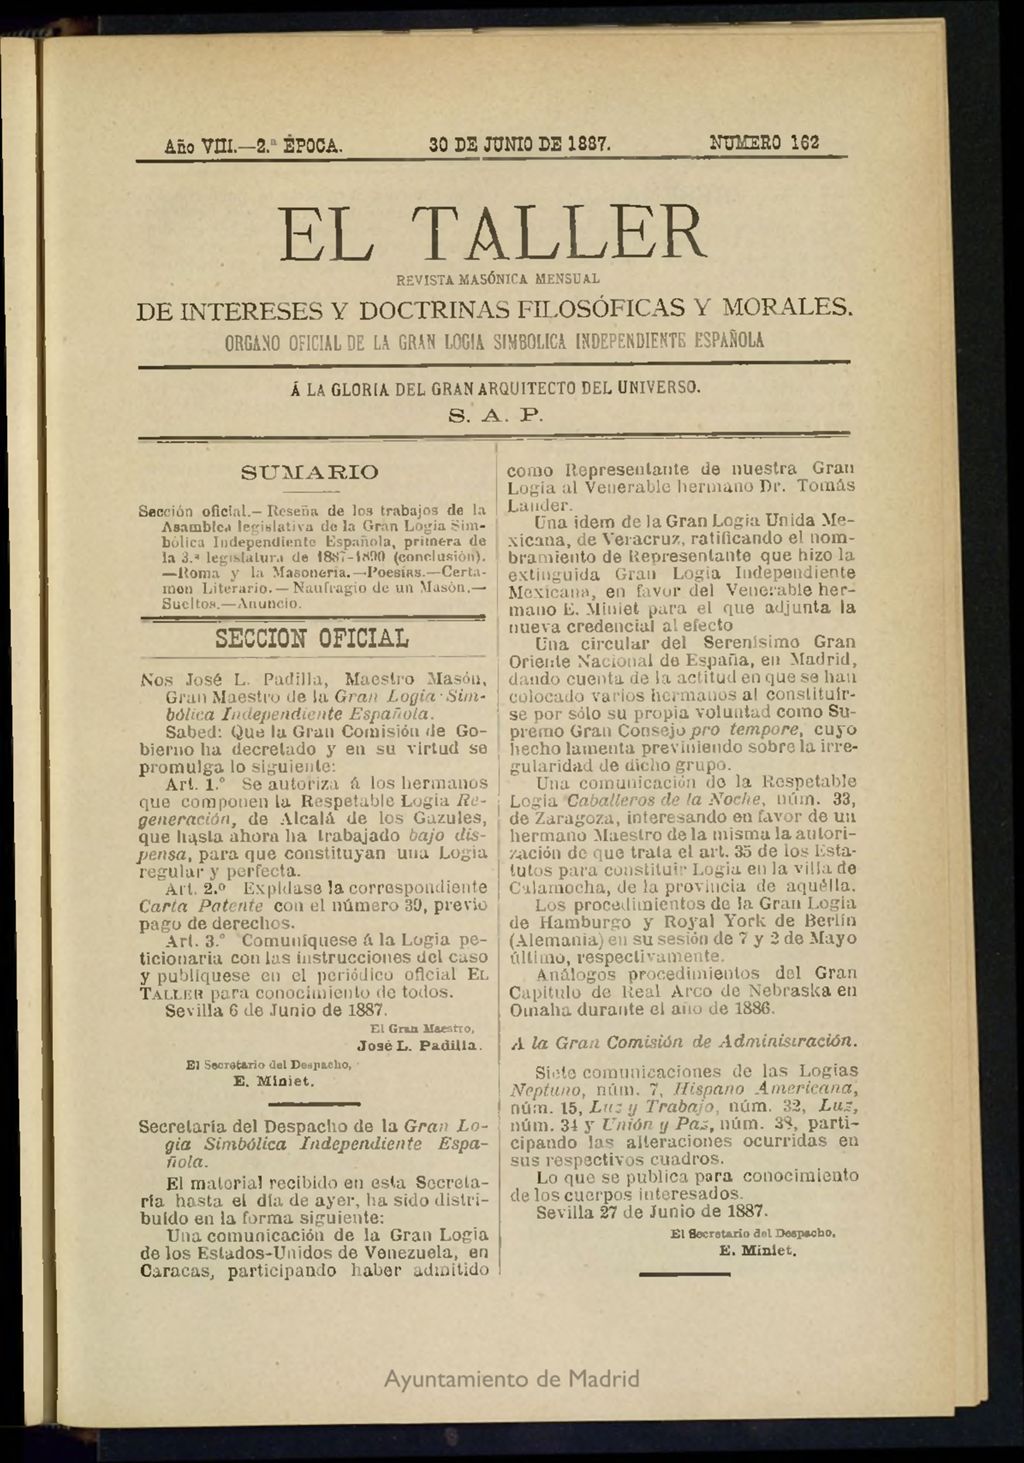 Año VIII.—2.ª ÉPOCA. 30 DE JUNIO DE 1887. NUMERO 162
EL TALLER
REVISTA MASÓNICA MENSUAL
DE INTERESES Y DOCTRINAS FILOSÓFICAS Y MORALES.
ORGANO OFICIAL DE LA GRAN LOGIA SIMBOLICA INDEPENDIENTE ESPAÑOLA
Á LA GLORIA DEL GRAN ARQUITECTO DEL UNIVERSO.
S. A. P.
SUMARIO
Sección oficial.—Reseña de los trabajos de la
Asamblea legislativa de la Gran Logia Sim-
bólica Independiente Española, primera de
la 3.ª legislatura de 1887-1890 (conclusión).
—Roma y la Masonería.—Poesías.—Certa-
men Literario.—Naufragio de un Masón.—
Sueltos.—Anuncio.
SECCION OFICIAL
Nos José L. Padilla, Maestro Masón,
Gran Maestro de la Gran Logia Sim-
bólica Independiente Española.
Sabed: Que la Gran Comisión de Go-
bierno ha decretado y en su virtud se
promulga lo siguiente:
Art. 1.º Se autoriza á los hermanos
que componen la Respetable Logia Re-
generación, de Alcalá de los Gazules,
que hasta ahora ha trabajado bajo dis-
pensa, para que constituyan una Logia
regular y perfecta.
Art. 2.º Expídase la correspondiente
Carta Patente con el número 39, previo
pago de derechos.
Art. 3.º Comuníquese á la Logia pe-
ticionaria con las instrucciones del caso
y publíquese en el periódico oficial EL
TALLER para conocimiento de todos.
Sevilla 6 de Junio de 1887.
El Gran Maestro,
José L. Padilla.
El Secretario del Despacho,
E. Miniet.
Secretaría del Despacho de la Gran Lo-
gia Simbólica Independiente Espa-
ñola.
El material recibido en esta Secreta-
ría hasta el día de ayer, ha sido distri-
buído en la forma siguiente:
Una comunicación de la Gran Logia
de los Estados-Unidos de Venezuela, en
Caracas, participando haber admitido
como Representante de nuestra Gran
Logia al Venerable hermano Dr. Tomás
Lander.
Una idem de la Gran Logia Unida Me-
xicana, de Veracruz, ratificando el nom-
bramiento de Representante que hizo la
extinguida Gran Logia Independiente
Mexicana, en favor del Venerable her-
mano E. Miniet para el que adjunta la
nueva credencial al efecto
Una circular del Serenísimo Gran
Oriente Nacional de España, en Madrid,
dando cuenta de la actitud en que se han
colocado varios hermanos al constituír-
se por sólo su propia voluntad como Su-
premo Gran Consejo pro tempore, cuyo
hecho lamenta previniendo sobre la irre-
gularidad de dicho grupo.
Una comunicación de la Respetable
Logia Caballeros de la Noche, núm. 33,
de Zaragoza, interesando en favor de un
hermano Maestro de la misma la autori-
zación de que trata el art. 35 de los Esta-
tutos para constituír Logia en la villa de
Calamocha, de la provincia de aquélla.
Los procedimientos de la Gran Logia
de Hamburgo y Royal York de Berlín
(Alemania) en su sesión de 7 y 2 de Mayo
último, respectivamente.
Análogos procedimientos del Gran
Capítulo de Real Arco de Nebraska en
Omaha durante el año de 1886.
A la Gran Comisión de Administración.
Siete comunicaciones de las Logias
Neptuno, núm. 7, Hispano Americana,
núm. 15, Luz y Trabajo, núm. 32, Luz,
núm. 34 y Unión y Paz, núm. 38, parti-
cipando las alteraciones ocurridas en
sus respectivos cuadros.
Lo que se publica para conocimiento
de los cuerpos interesados.
Sevilla 27 de Junio de 1887.
El Secretario del Despacho,
E. Miniet.
Ayuntamiento de Madrid